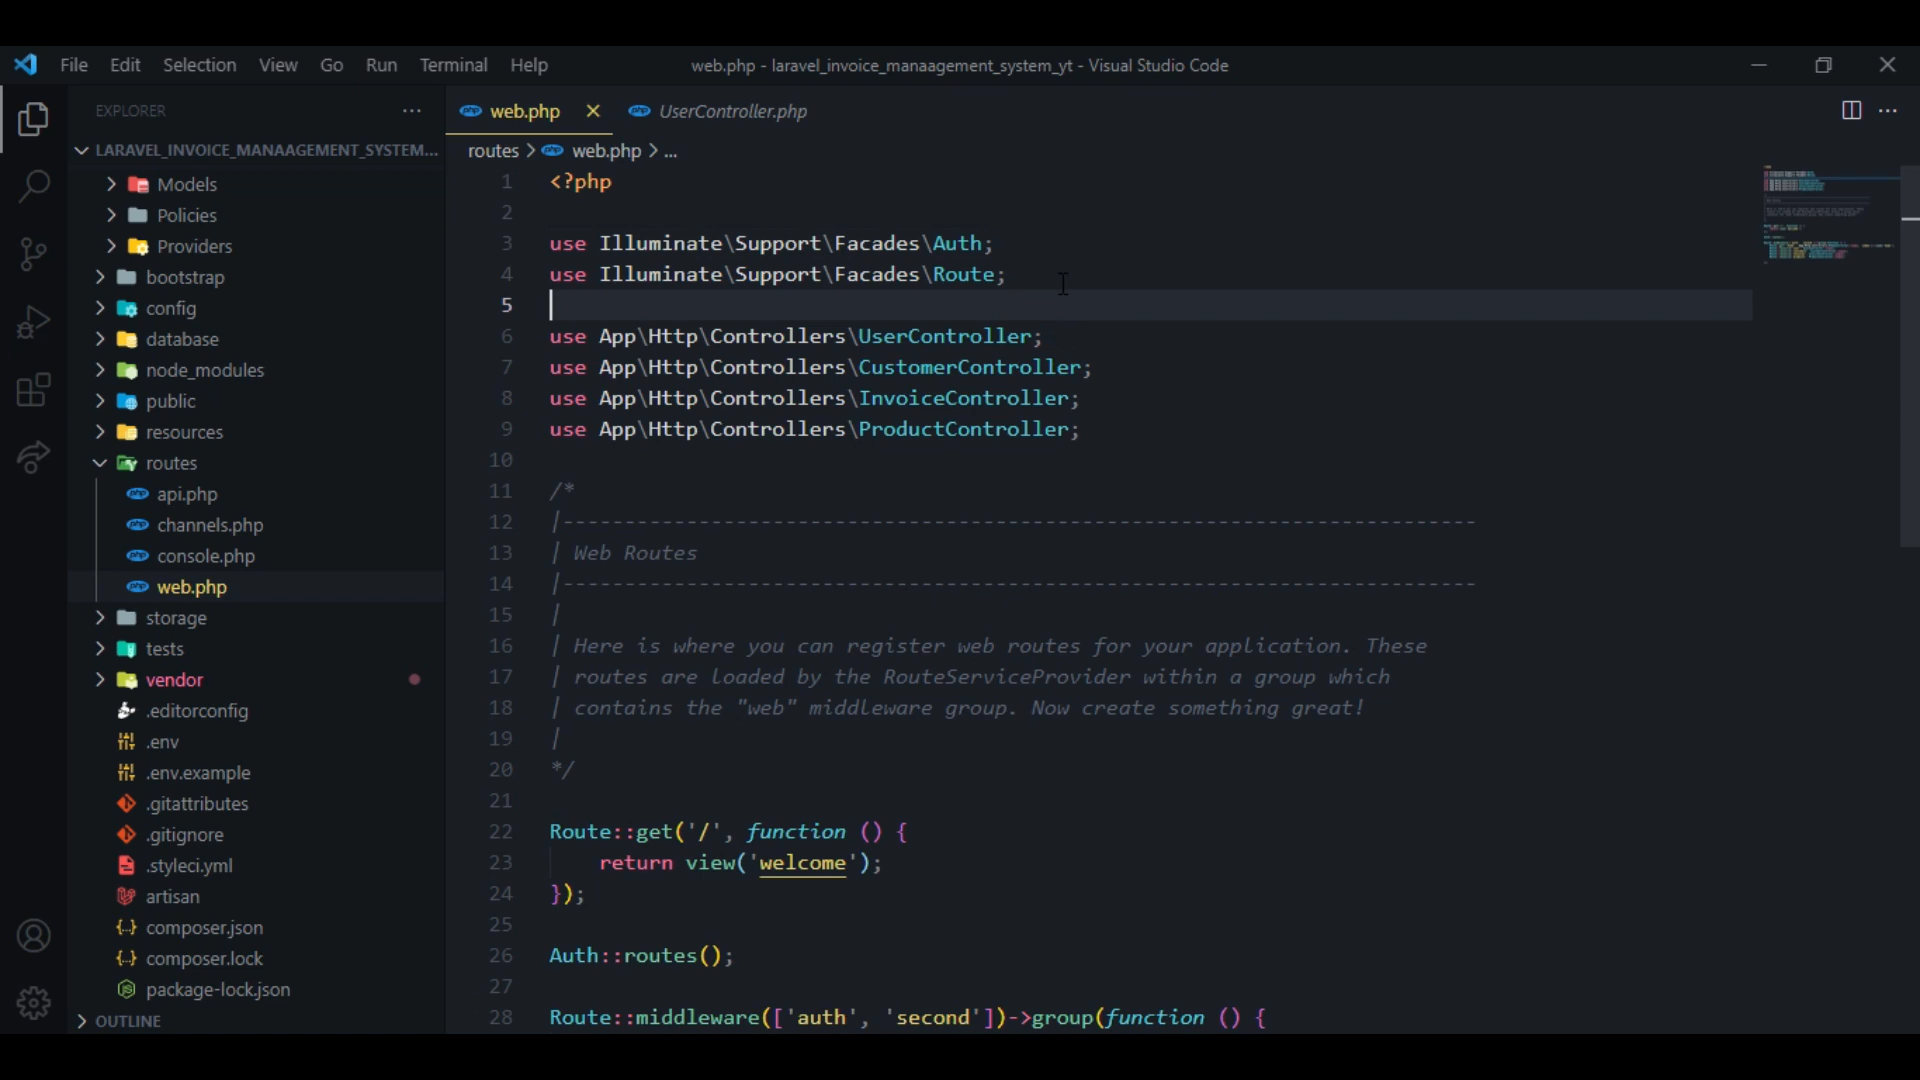 File Edit Selection View Go Run Terminal Help web.php - laravel_invoice_manaagement_system_yt - Visual Studio Code
EXPLORER ...
web.php
UserController.php
LARAVEL_INVOICE_MANAAGEMENT_SYSTEM...
Models
Policies
Providers
bootstrap
config
database
node_modules
public
resources
routes
api.php
channels.php
console.php
web.php
storage
tests
vendor
.editorconfig
.env
.env.example
.gitattributes
.gitignore
.styleci.yml
artisan
composer.json
composer.lock
package-lock.json
OUTLINE
routes > web.php > ...
1 <?php
2
3 use Illuminate\Support\Facades\Auth;
4 use Illuminate\Support\Facades\Route;
5
6 use App\Http\Controllers\UserController;
7 use App\Http\Controllers\CustomerController;
8 use App\Http\Controllers\InvoiceController;
9 use App\Http\Controllers\ProductController;
10
11 /*
12 |--------------------------------------------------------------------------
13 | Web Routes
14 |--------------------------------------------------------------------------
15 |
16 | Here is where you can register web routes for your application. These
17 | routes are loaded by the RouteServiceProvider within a group which
18 | contains the "web" middleware group. Now create something great!
19 |
20 */
21
22 Route::get('/', function () {
23     return view('welcome');
24 });
25
26 Auth::routes();
27
28 Route::middleware(['auth', 'second'])->group(function () {